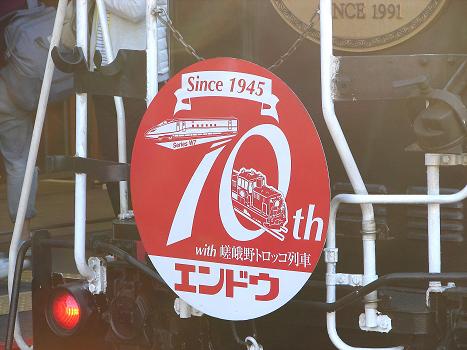 SINCE 1991
Since 1945
Series W7
70th
with 嵯峨野トロッコ列車
エンドウ